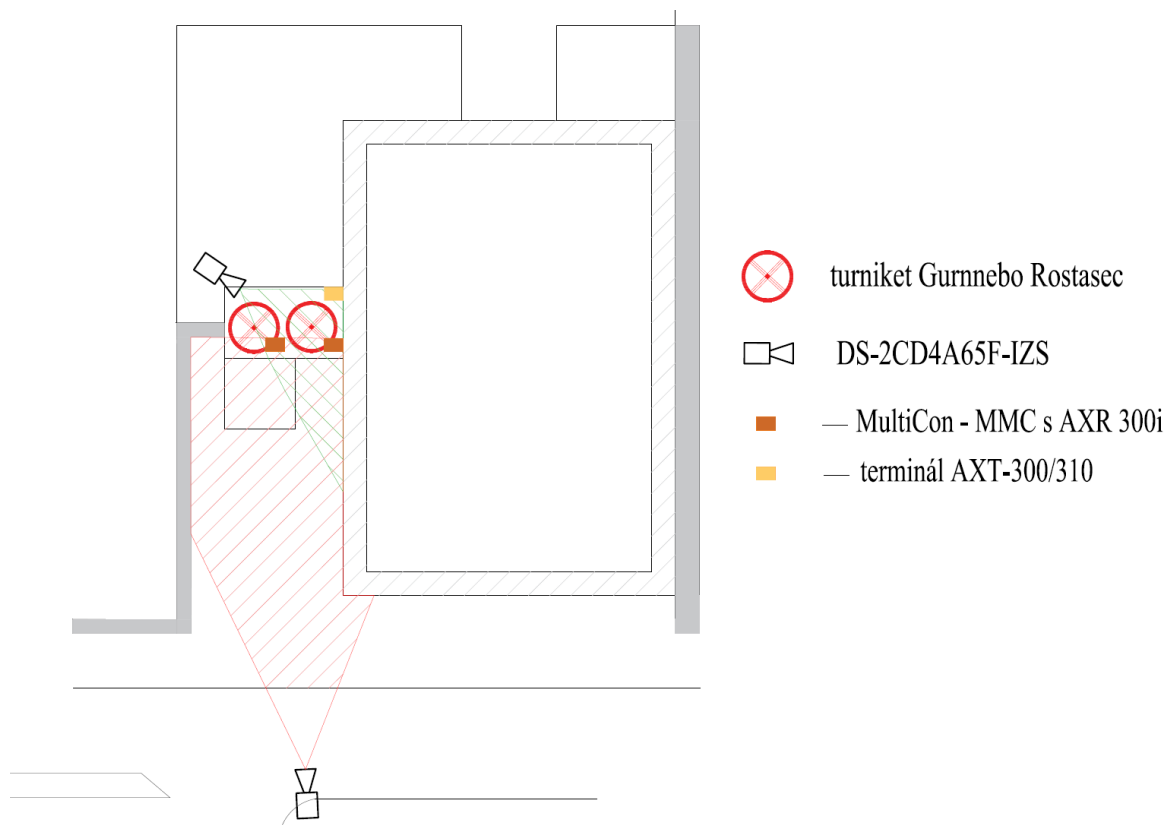 turniket Gurnnebo Rostasec
DS-2CD4A65F-IZS
MultiCon - MMC s AXR 300i
terminál AXT-300/310